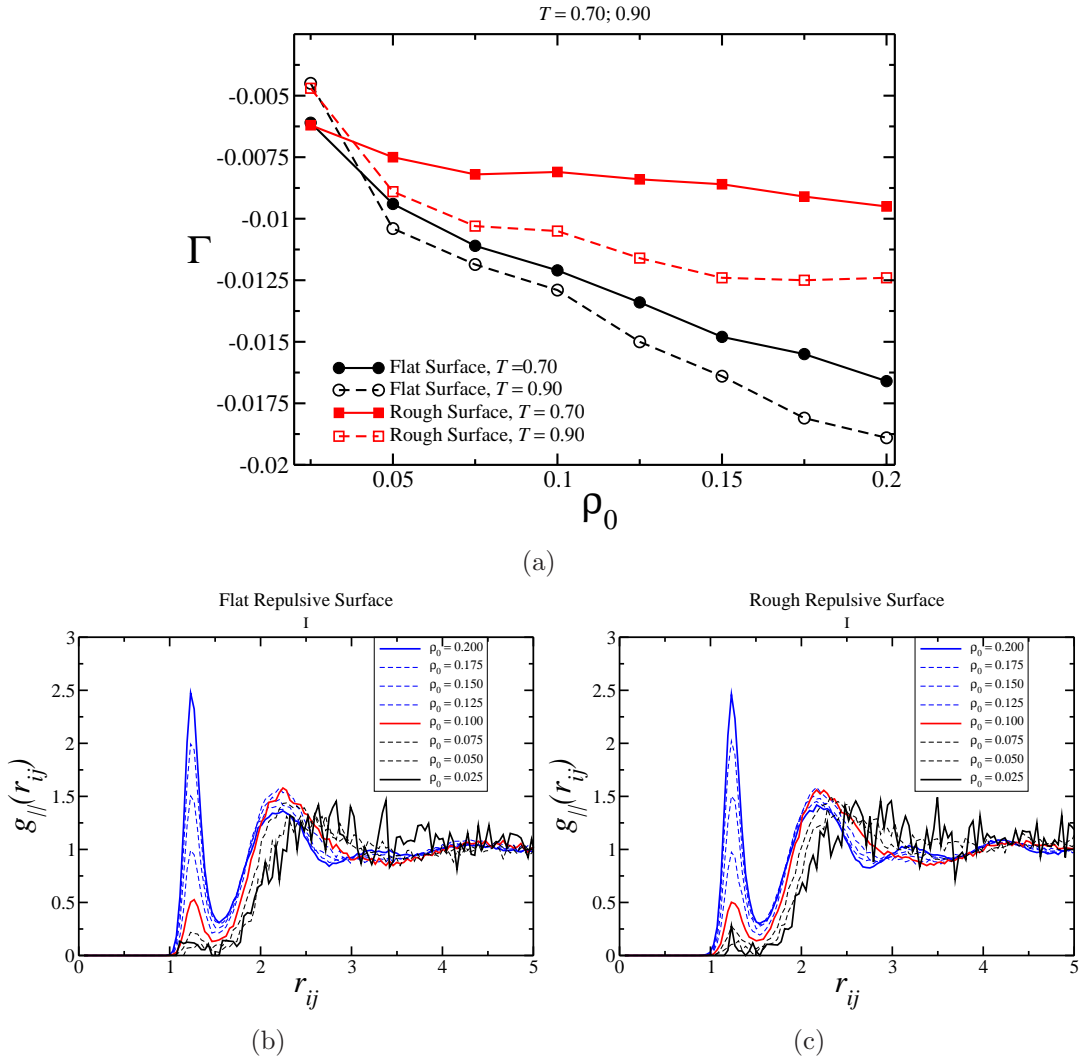 T = 0.70; 0.90
-0.005
-0.0075
-0.01
-0.0125
-0.015
-0.0175
-0.02
Γ
Flat Surface, T =0.70
Flat Surface, T = 0.90
Rough Surface, T = 0.70
Rough Surface, T = 0.90
0.05 0.1 0.15 0.2
ρ0
(a)
Flat Repulsive Surface
I
3
2.5
2
1.5
1
0.5
0
g//(rij)
ρ0 = 0.200
ρ0 = 0.175
ρ0 = 0.150
ρ0 = 0.125
ρ0 = 0.100
ρ0 = 0.075
ρ0 = 0.050
ρ0 = 0.025
0 1 2 3 4 5
rij
(b)
Rough Repulsive Surface
I
3
2.5
2
1.5
1
0.5
0
g//(rij)
ρ0 = 0.200
ρ0 = 0.175
ρ0 = 0.150
ρ0 = 0.125
ρ0 = 0.100
ρ0 = 0.075
ρ0 = 0.050
ρ0 = 0.025
0 1 2 3 4 5
rij
(c)